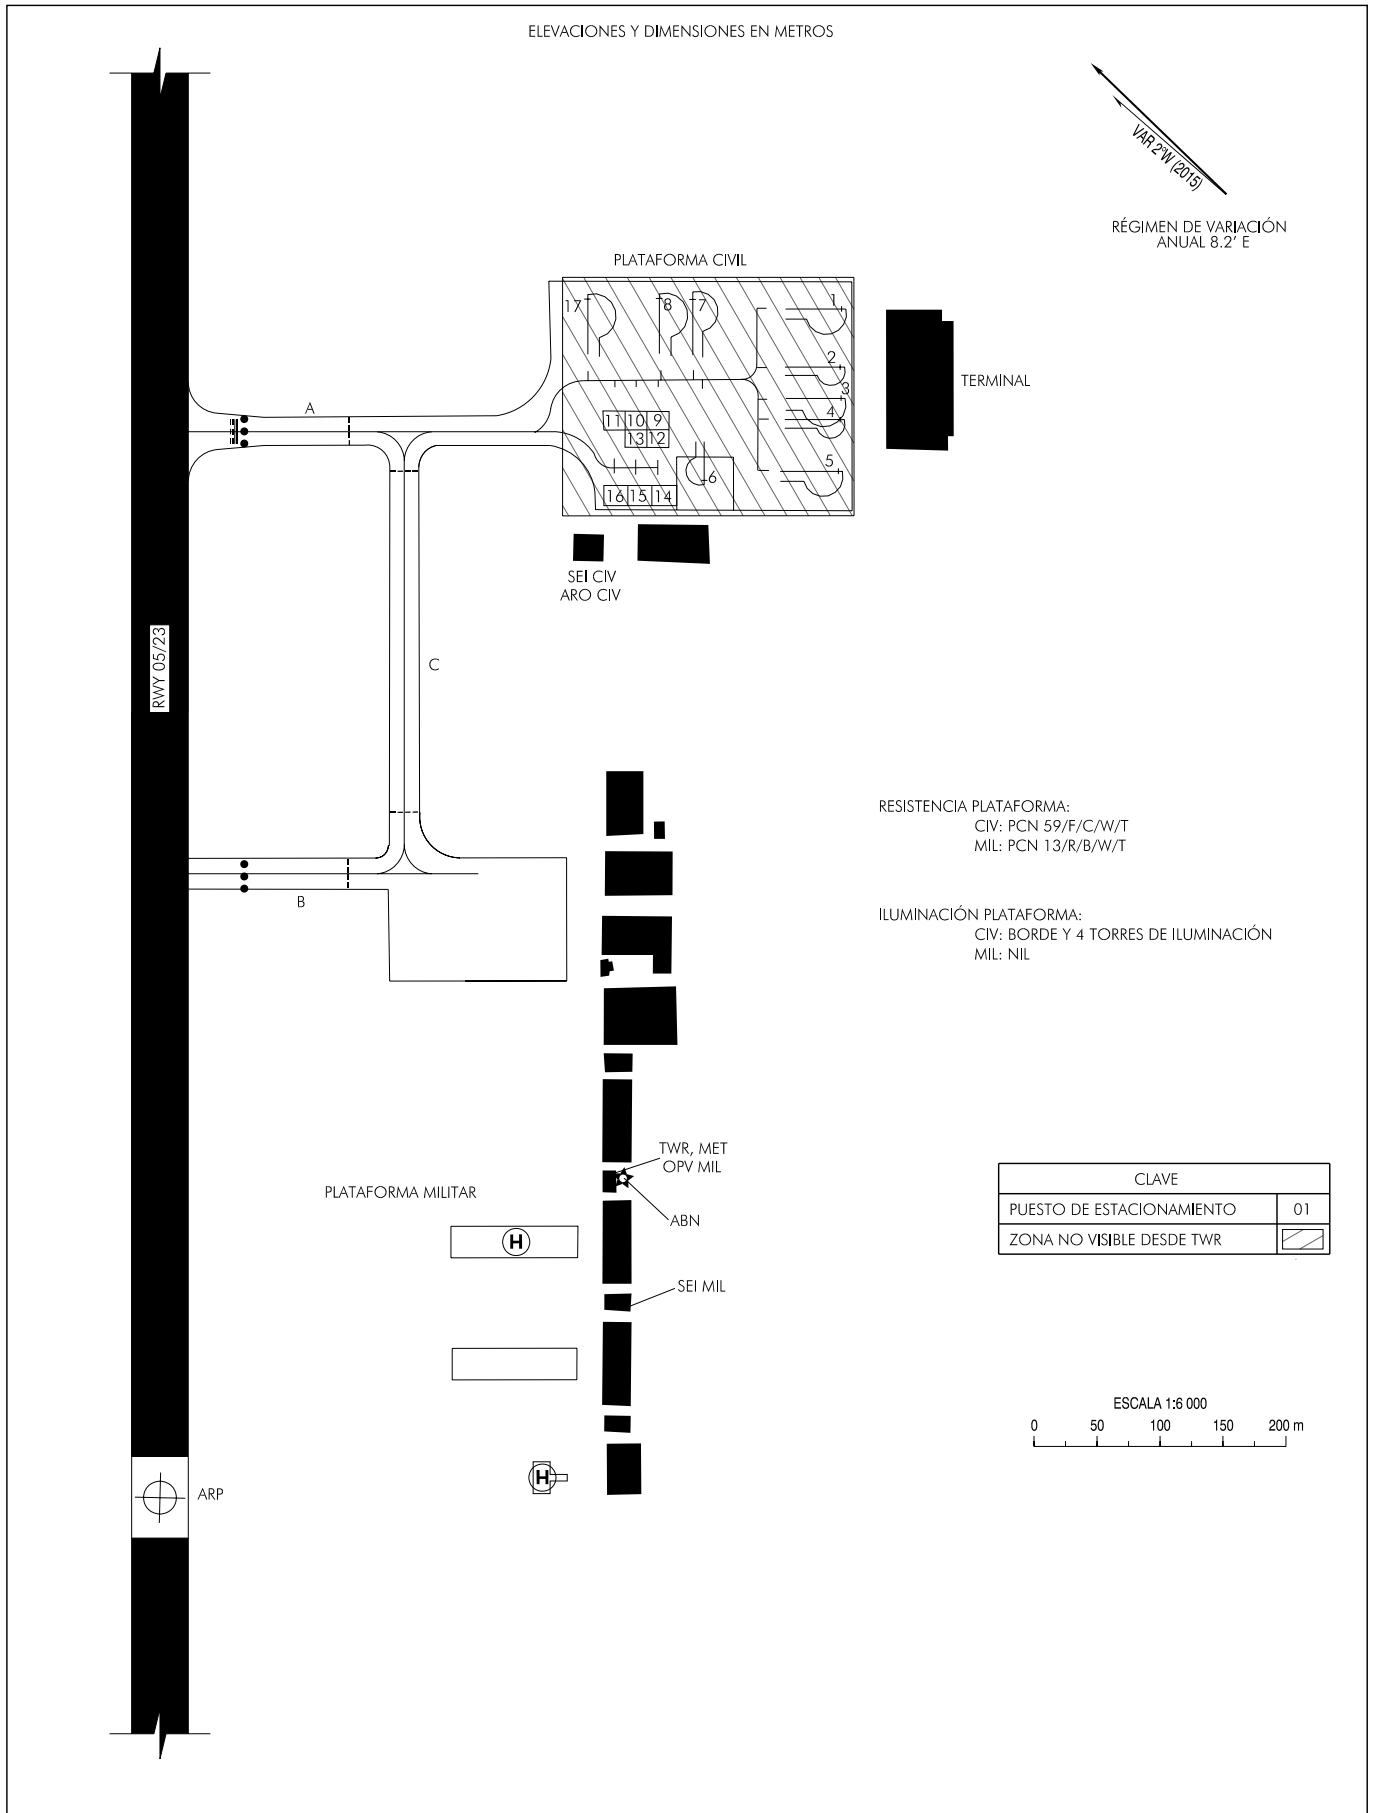 ELEVACIONES Y DIMENSIONES EN METROS
VAR 2°W (2015)
RÉGIMEN DE VARIACIÓN
ANUAL 8.2' E
PLATAFORMA CIVIL
17
8
7
1
2
3
4
5
TERMINAL
A
11 10 9
13 12
6
16 15 14
SEI CIV
ARO CIV
RWY 05/23
C
RESISTENCIA PLATAFORMA:
CIV: PCN 59/F/C/W/T
MIL: PCN 13/R/B/W/T
B
ILUMINACIÓN PLATAFORMA:
CIV: BORDE Y 4 TORRES DE ILUMINACIÓN
MIL: NIL
TWR, MET
OPV MIL
PLATAFORMA MILITAR
ABN
H
SEI MIL
CLAVE
PUESTO DE ESTACIONAMIENTO 01
ZONA NO VISIBLE DESDE TWR
ESCALA 1:6 000
0 50 100 150 200 m
H
ARP